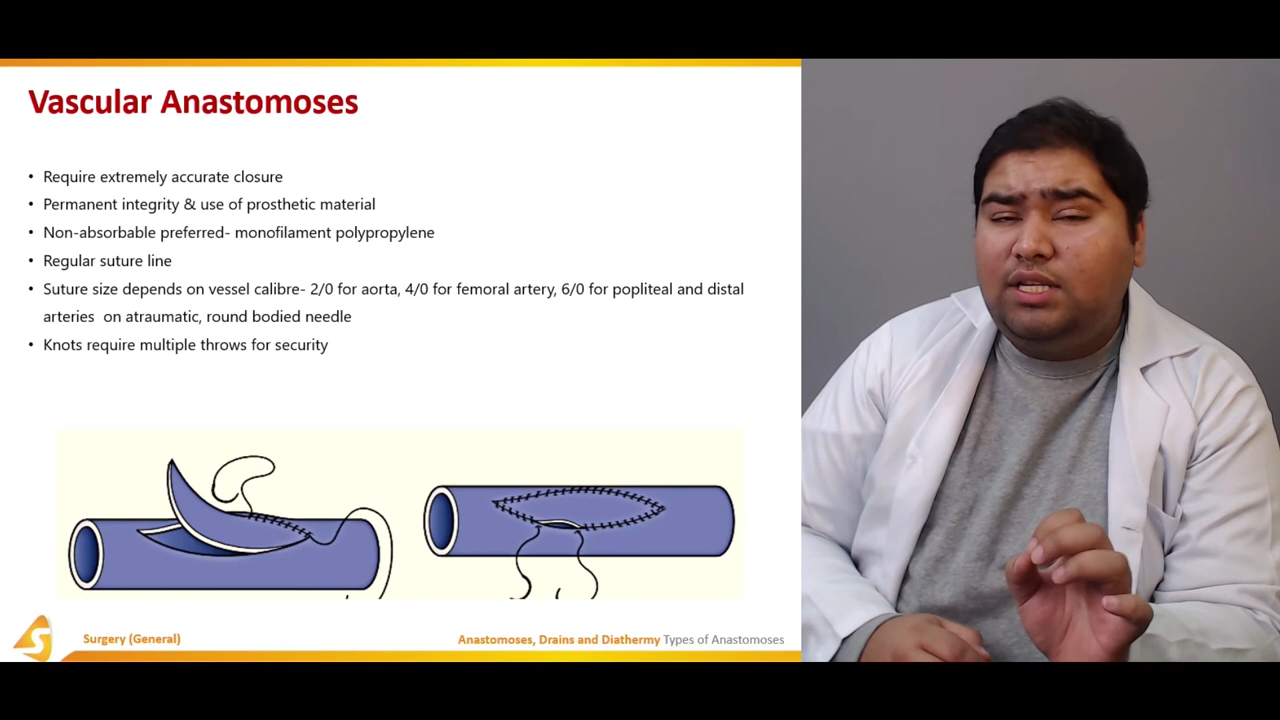 Vascular Anastomoses
• Require extremely accurate closure
• Permanent integrity & use of prosthetic material
• Non-absorbable preferred- monofilament polypropylene
• Regular suture line
• Suture size depends on vessel calibre- 2/0 for aorta, 4/0 for femoral artery, 6/0 for popliteal and distal
arteries on atraumatic, round bodied needle
• Knots require multiple throws for security
Surgery (General)
Anastomoses, Drains and Diathermy Types of Anastomoses